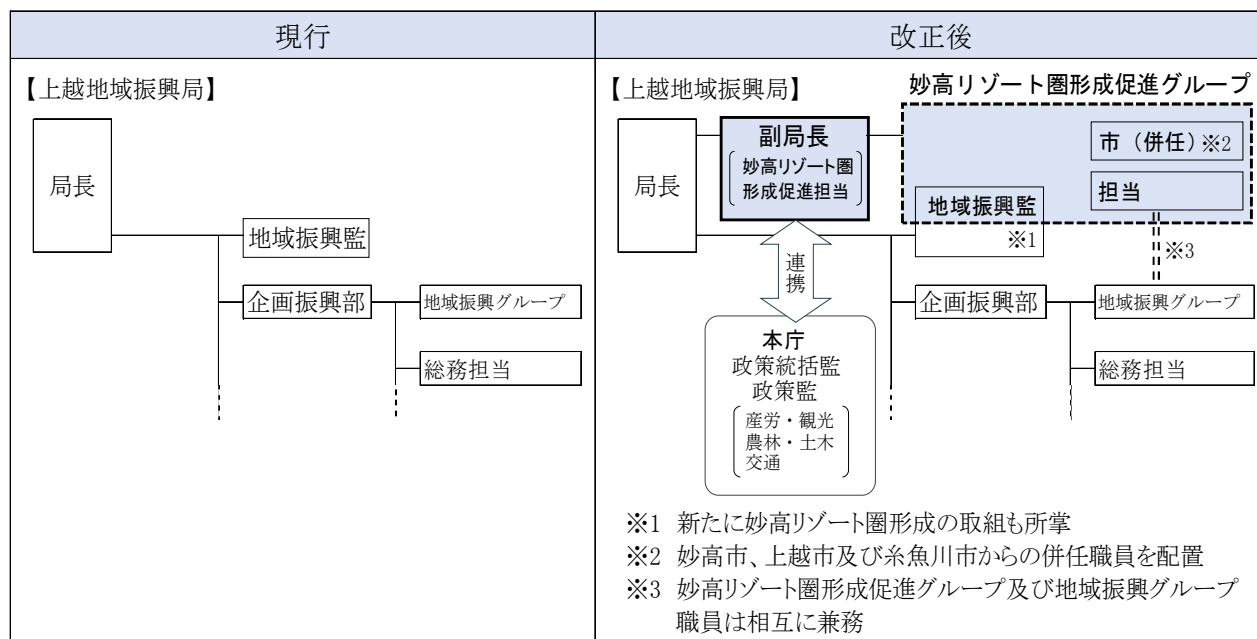 現行
【上越地域振興局】
局長
地域振興監
企画振興部
地域振興グループ
総務担当
改正後
【上越地域振興局】
妙高リゾート圏形成促進グループ
局長
副局長
妙高リゾート圏
形成促進担当
市（併任）※2
担当
地域振興監
※1
※3
連携
企画振興部
地域振興グループ
総務担当
本庁
政策統括監
政策監
産労・観光
農林・土木
交通
※1 新たに妙高リゾート圏形成の取組も所掌
※2 妙高市、上越市及び糸魚川市からの併任職員を配置
※3 妙高リゾート圏形成促進グループ及び地域振興グループ
職員は相互に兼務